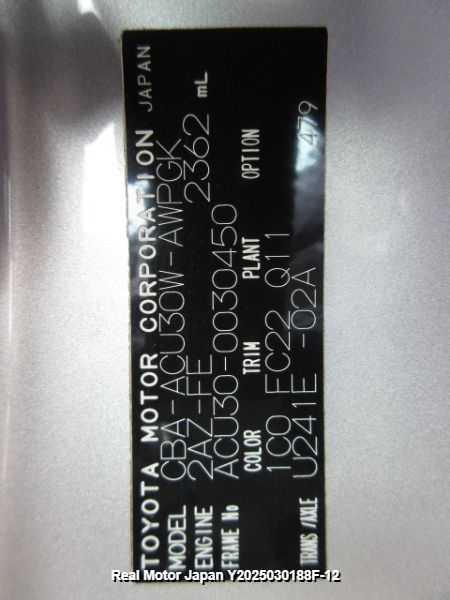 TOYOTA MOTOR CORPORATION JAPAN
MODEL CBA-ACU30W-AWPGK
ENGINE 2AZ-FE 2362 mL
FRAME No ACU30-0030450
COLOR TRIM PLANT OPTION
1C0 FC22 Q11 479
TRANS/AXLE U241E-02A
Real Motor Japan Y2025030188F-12